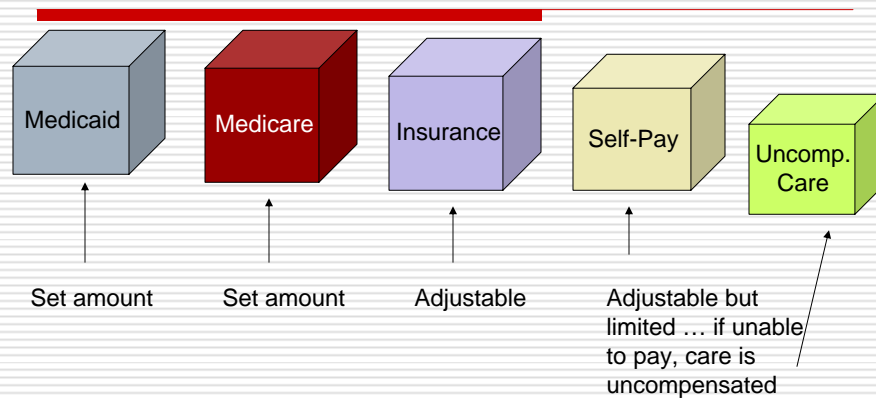 Medicaid
Medicare
Insurance
Self-Pay
Uncomp.
Care
Set amount
Set amount
Adjustable
Adjustable but
limited … if unable
to pay, care is
uncompensated